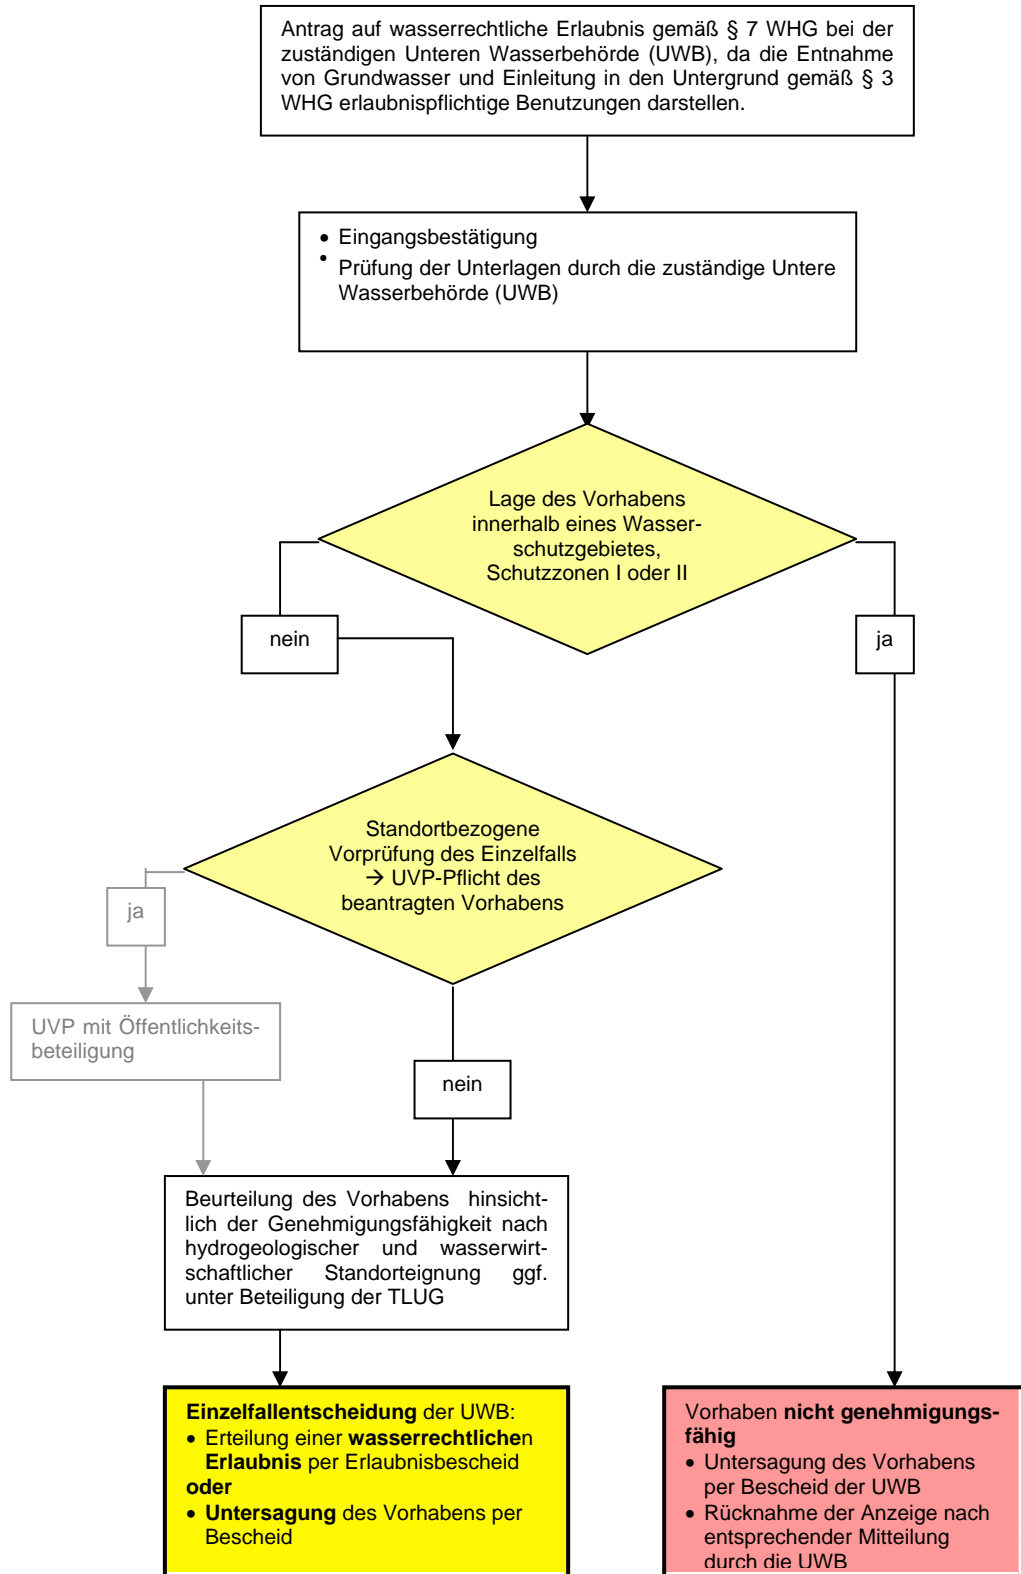 Antrag auf wasserrechtliche Erlaubnis gemäß § 7 WHG bei der
zuständigen Unteren Wasserbehörde (UWB), da die Entnahme
von Grundwasser und Einleitung in den Untergrund gemäß § 3
WHG erlaubnispflichtige Benutzungen darstellen.
• Eingangsbestätigung
• Prüfung der Unterlagen durch die zuständige Untere
Wasserbehörde (UWB)
Lage des Vorhabens
innerhalb eines Wasser-
schutzgebietes,
Schutzzonen I oder II
nein
ja
Standortbezogene
Vorprüfung des Einzelfalls
→ UVP-Pflicht des
beantragten Vorhabens
ja
UVP mit Öffentlichkeits-
beteiligung
nein
Beurteilung des Vorhabens hinsicht-
lich der Genehmigungsfähigkeit nach
hydrogeologischer und wasserwirt-
schaftlicher Standorteignung ggf.
unter Beteiligung der TLUG
Einzelfallentscheidung der UWB:
• Erteilung einer wasserrechtlichen
Erlaubnis per Erlaubnisbescheid
oder
• Untersagung des Vorhabens per
Bescheid
Vorhaben nicht genehmigungs-
fähig
• Untersagung des Vorhabens
per Bescheid der UWB
• Rücknahme der Anzeige nach
entsprechender Mitteilung
durch die UWB